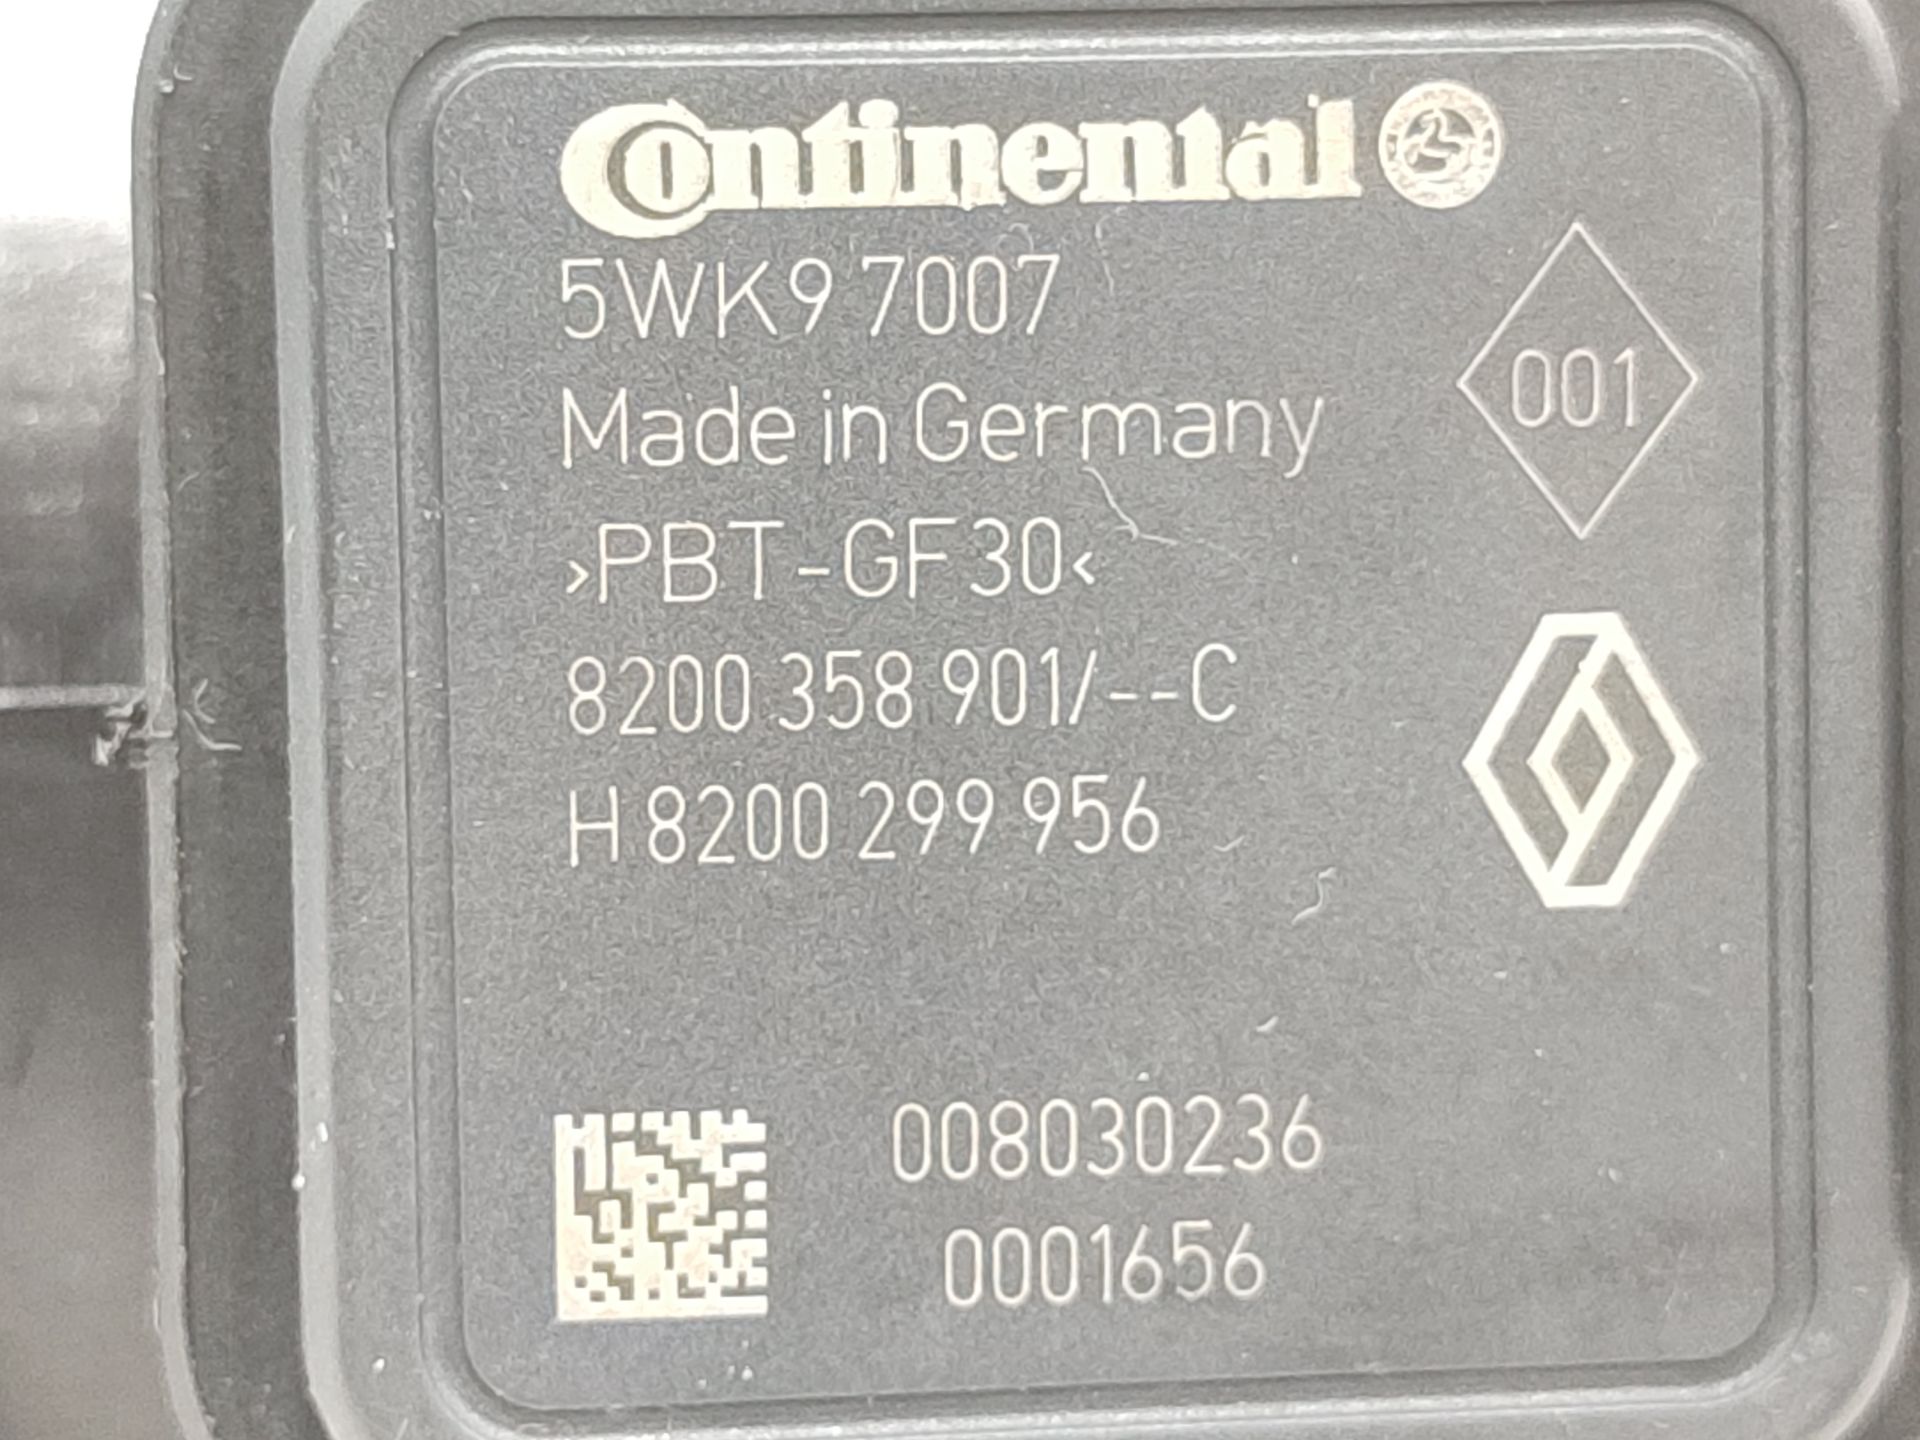 Continental
5WK9 7007
Made in Germany
001
>PBT-GF30<
8200 358 901/--C
H 8200 299 956
008030236
0001656